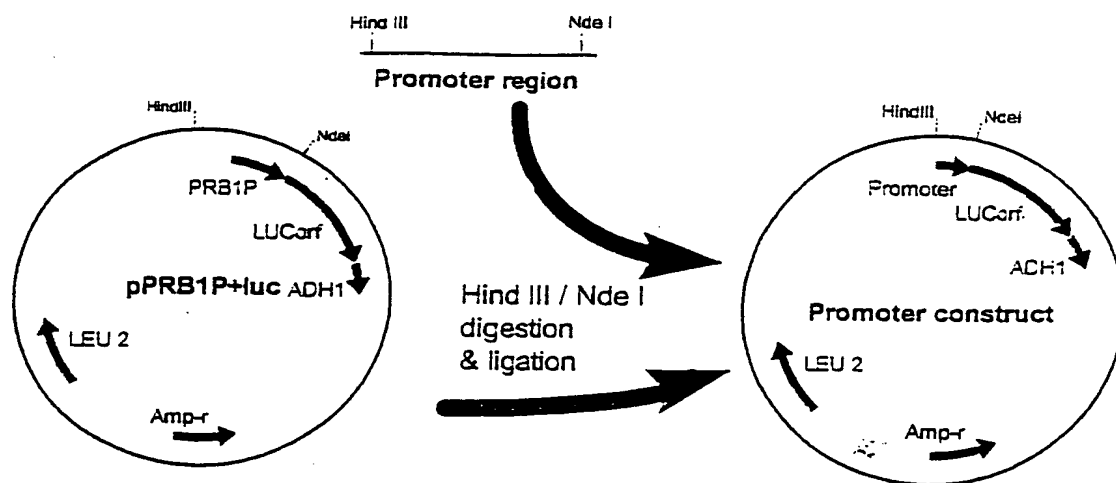 Hind III
Nde I
Promoter region
HindIII
NdeI
PRB1P
LUCorf
pPRB1P+luc
ADH1
LEU 2
Amp-r
Hind III / Nde I
digestion
& ligation
HindIII
NdeI
Promoter
LUCorf
ADH1
Promoter construct
LEU 2
Amp-r